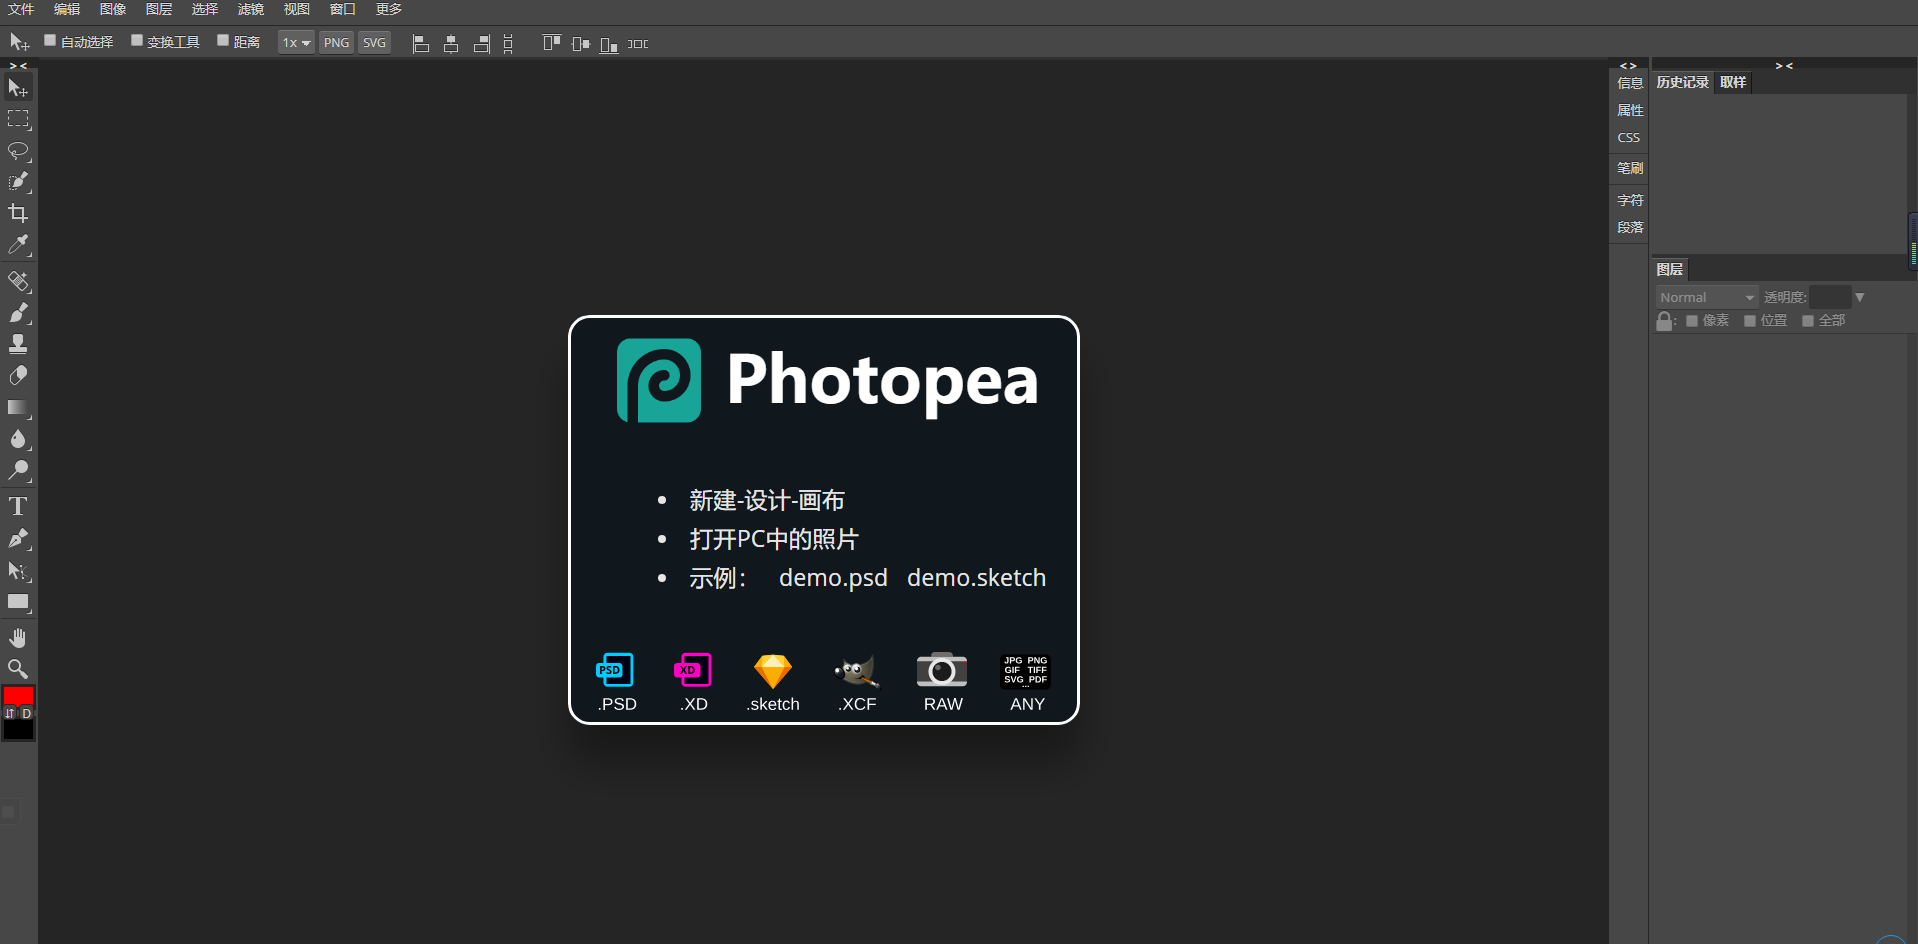 文件 编辑 图像 图层 选择 滤镜 视图 窗口 更多
自动选择 变换工具 距离 1x PNG SVG
> < < > > <
信息 历史记录 取样
属性
CSS
笔刷
字符
段落
图层
Normal 透明度:
: 像素 位置 全部
Photopea
新建-设计-画布
打开PC中的照片
示例： demo.psd demo.sketch
PSD XD JPG PNG
GIF TIFF
SVG PDF
...
.PSD .XD .sketch .XCF RAW ANY
T
D